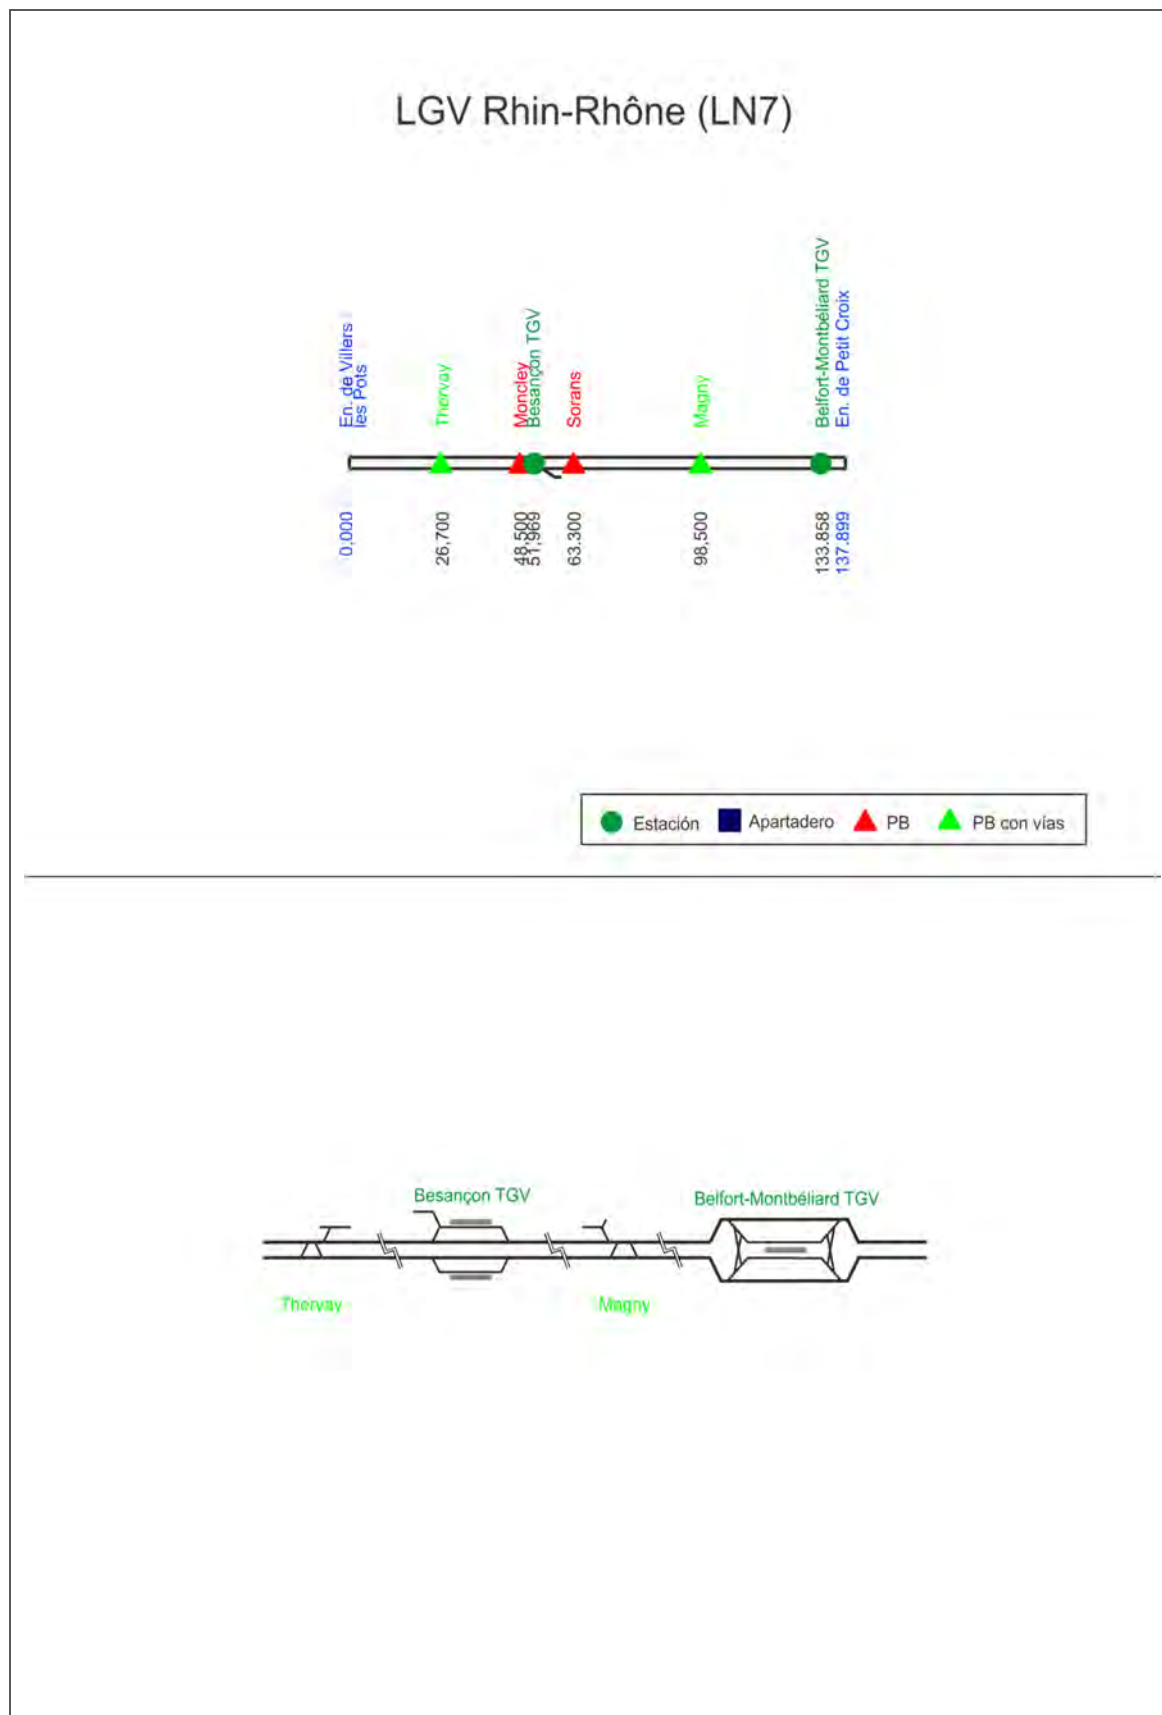 LGV Rhin-Rhône (LN7)
En. de Villers
les Pots
Thervay
Moncley
Besançon TGV
Sorans
Magny
Belfort-Montbéliard TGV
En. de Petit Croix
0,000
26,700
48,500
51,969
63.300
98,500
133.858
137.899
Estación
Apartadero
PB
PB con vías
Besançon TGV
Belfort-Montbéliard TGV
Thervay
Magny